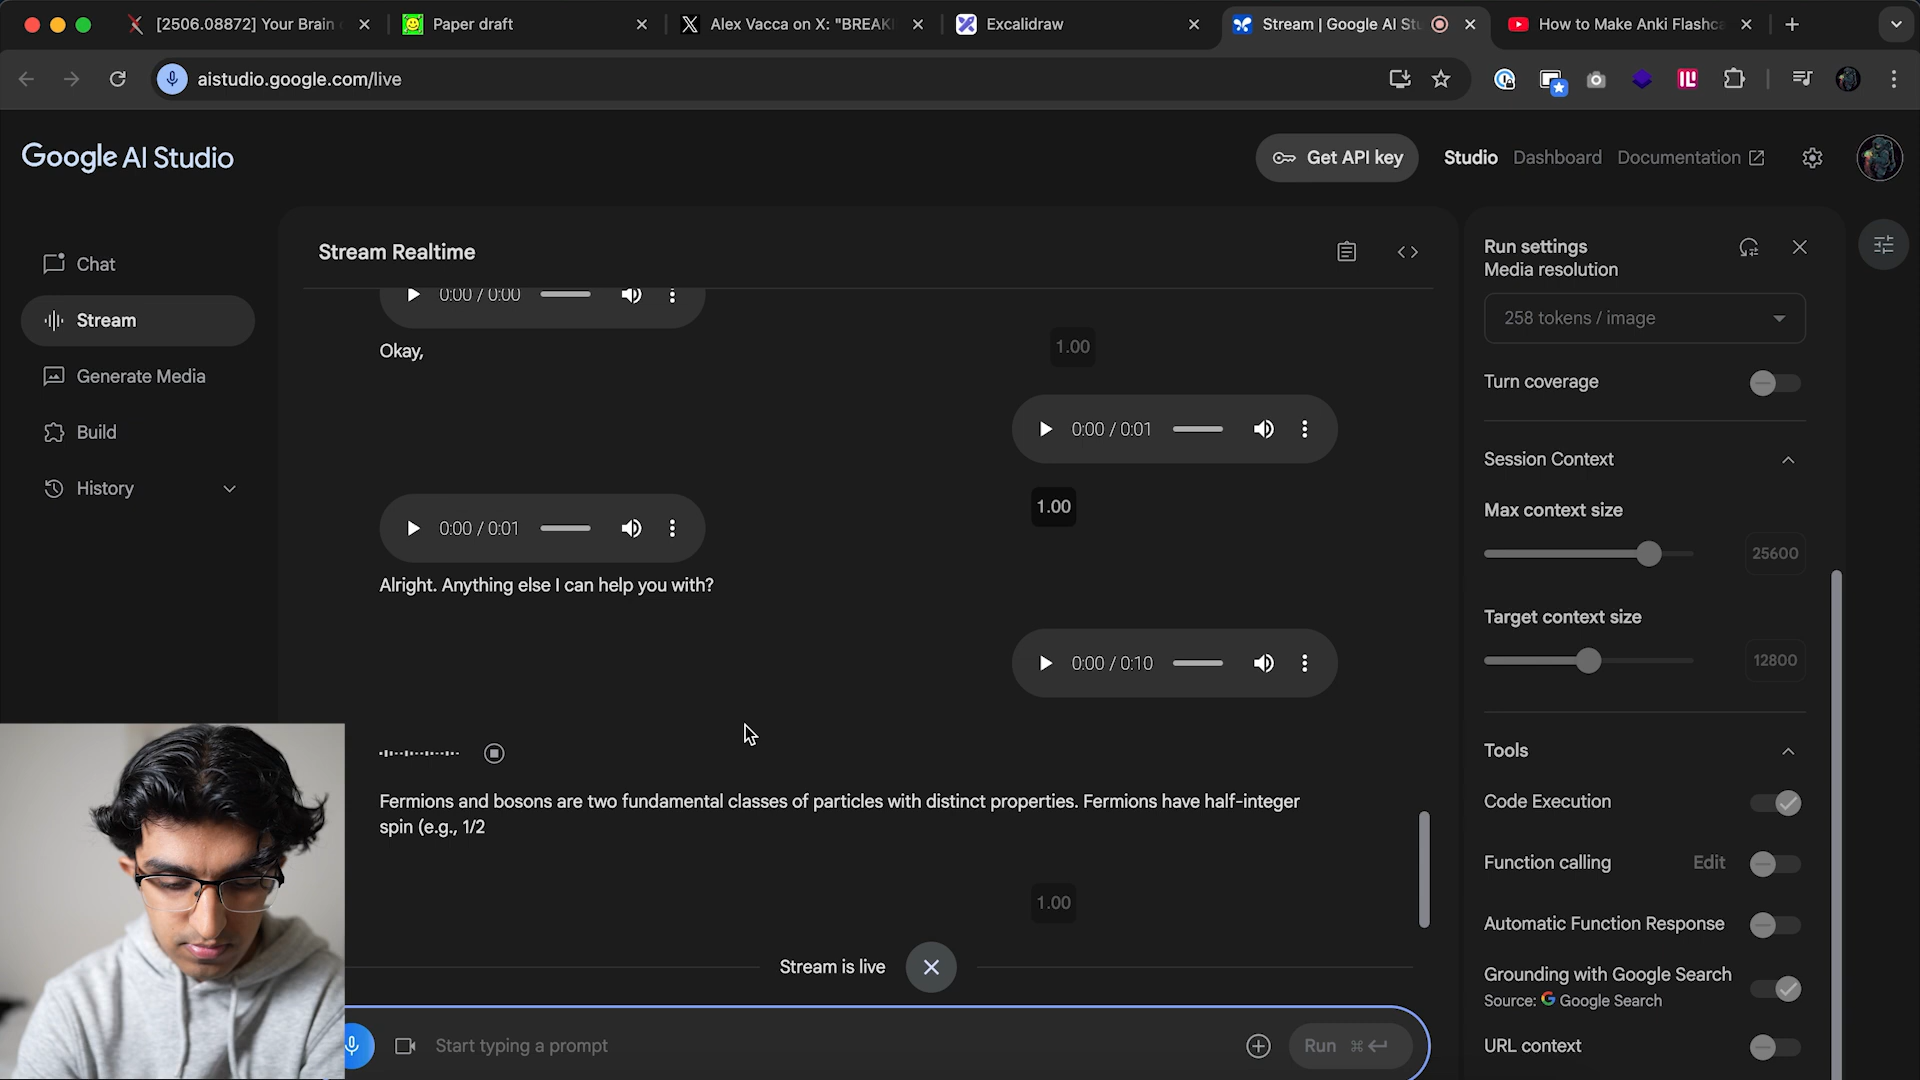 [2506.08872] Your Brain
Paper draft
Alex Vacca on X: "BREAK
Excalidraw
Stream | Google AI Stu
How to Make Anki Flashca
aistudio.google.com/live
Google AI Studio
Get API key
Studio
Dashboard
Documentation
Chat
Stream
Generate Media
Build
History
Stream Realtime
0:00 / 0:00
Okay,
1.00
0:00 / 0:01
1.00
0:00 / 0:01
Alright. Anything else I can help you with?
0:00 / 0:10
Fermions and bosons are two fundamental classes of particles with distinct properties. Fermions have half-integer
spin (e.g., 1/2
1.00
Stream is live
Start typing a prompt
Run ⌘
Run settings
Media resolution
258 tokens / image
Turn coverage
Session Context
Max context size
25600
Target context size
12800
Tools
Code Execution
Function calling
Edit
Automatic Function Response
Grounding with Google Search
Source: G Google Search
URL context